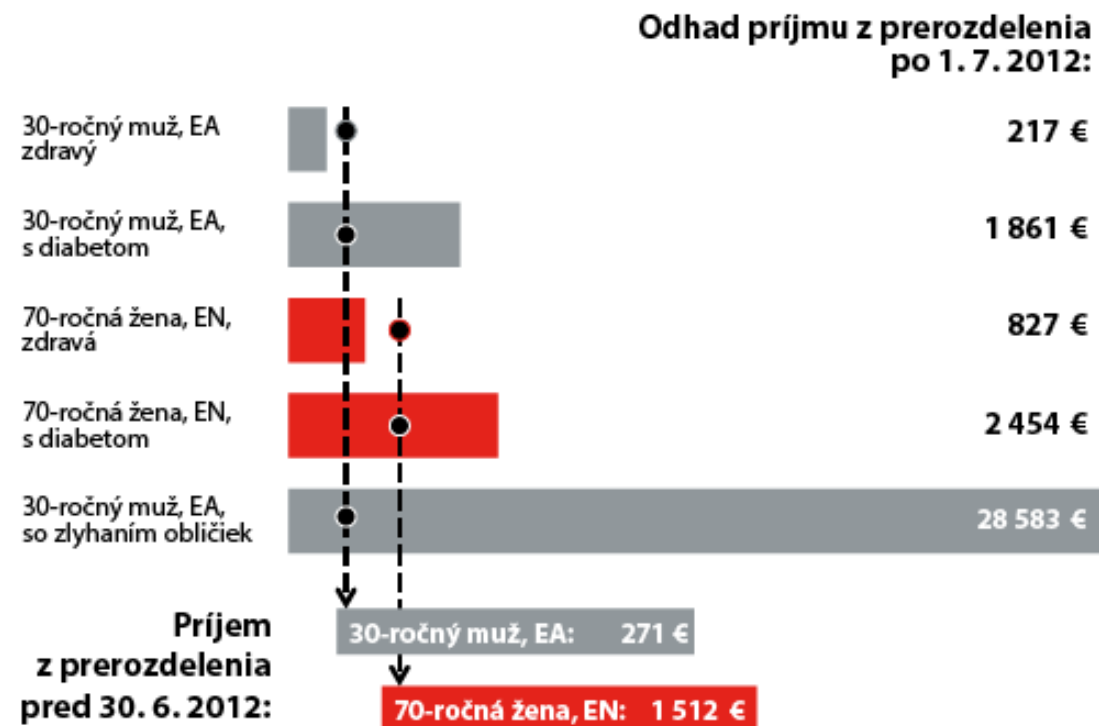 Odhad príjmu z prerozdelenia
po 1. 7. 2012:
30-ročný muž, EA
zdravý
217 €
30-ročný muž, EA,
s diabetom
1 861 €
70-ročná žena, EN,
zdravá
827 €
70-ročná žena, EN,
s diabetom
2 454 €
30-ročný muž, EA,
so zlyhaním obličiek
28 583 €
Príjem
z prerozdelenia
pred 30. 6. 2012:
30-ročný muž, EA: 271 €
70-ročná žena, EN: 1 512 €